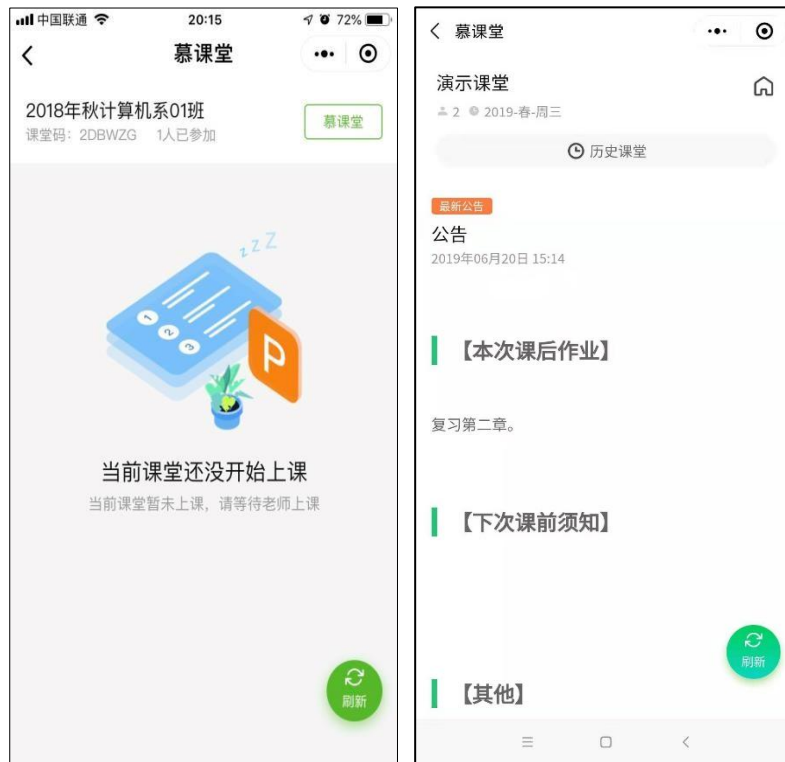 中国联通
20:15
72%
慕课堂
2018年秋计算机系01班
课堂码：2DBWZG 1人已参加
慕课堂
zZZ
1
2
3
P
当前课堂还没开始上课
当前课堂暂未上课，请等待老师上课
刷新
慕课堂
演示课堂
2 2019-春-周三
历史课堂
最新公告
公告
2019年06月20日 15:14
【本次课后作业】
复习第二章。
【下次课前须知】
刷新
【其他】